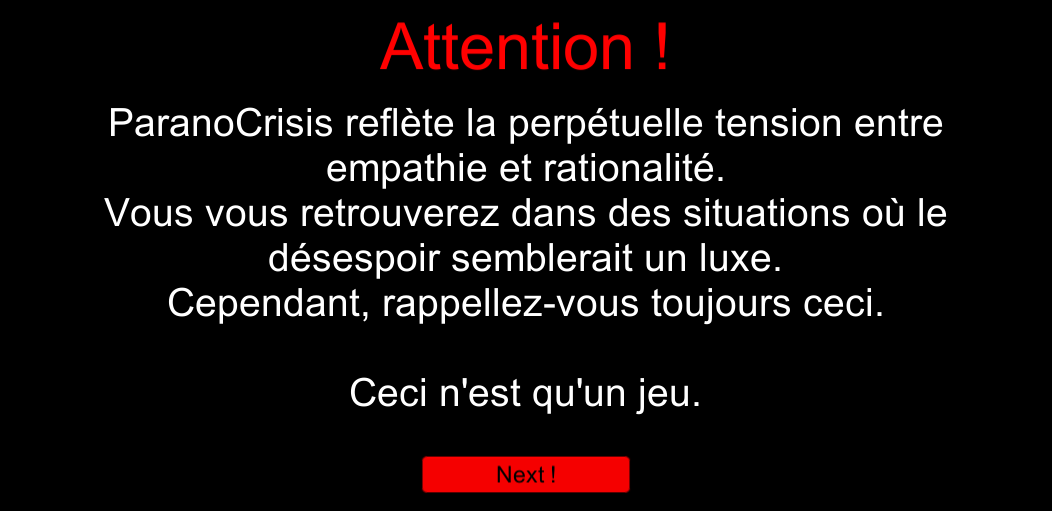 Attention !
ParanoCrisis reflète la perpétuelle tension entre
empathie et rationalité.
Vous vous retrouverez dans des situations où le
désespoir semblerait un luxe.
Cependant, rappellez-vous toujours ceci.
Ceci n'est qu'un jeu.
Next !